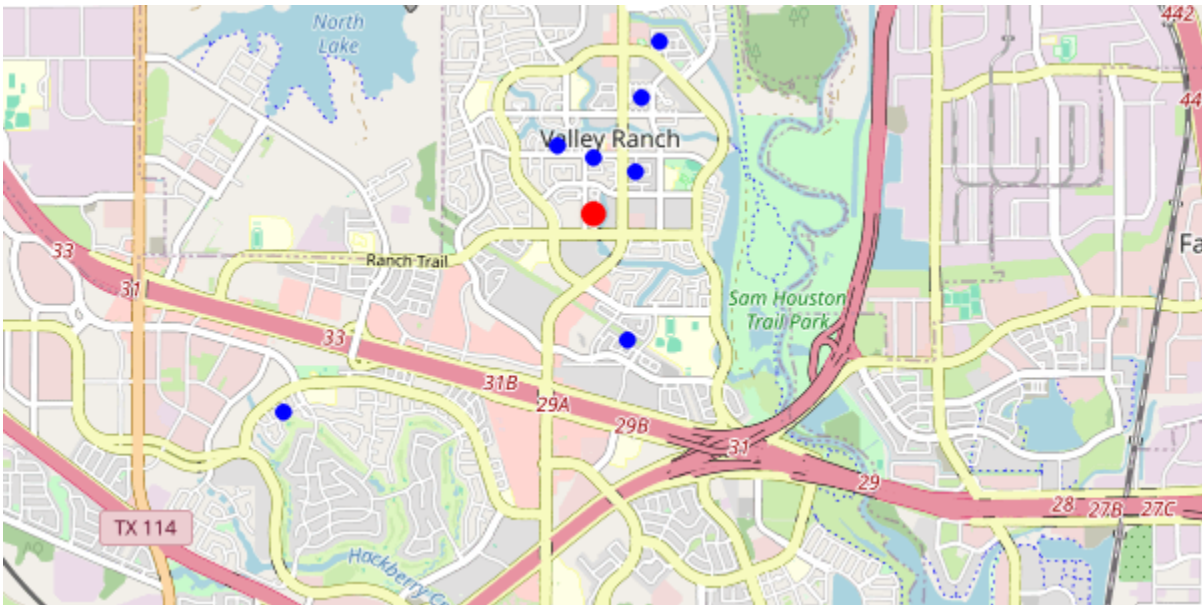 North
Lake
442
44
Valley Ranch
Fa
33
Ranch Trail
31
Sam Houston
Trail Park
33
31B
29A
29B
31
29
28
27B
27C
TX 114
Hackberry Cr